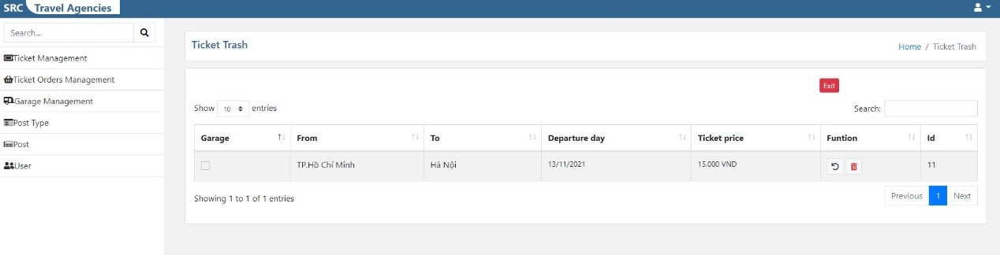 SRC Travel Agencies
Search...
Ticket Management
Ticket Orders Management
Garage Management
Post Type
Post
User
Ticket Trash
Home / Ticket Trash
Exit
Show 10 entries
Search:
Garage From To Departure day Ticket price Funtion Id
TP.Hồ Chí Minh Hà Nội 13/11/2021 15.000 VND 11
Showing 1 to 1 of 1 entries
Previous 1 Next